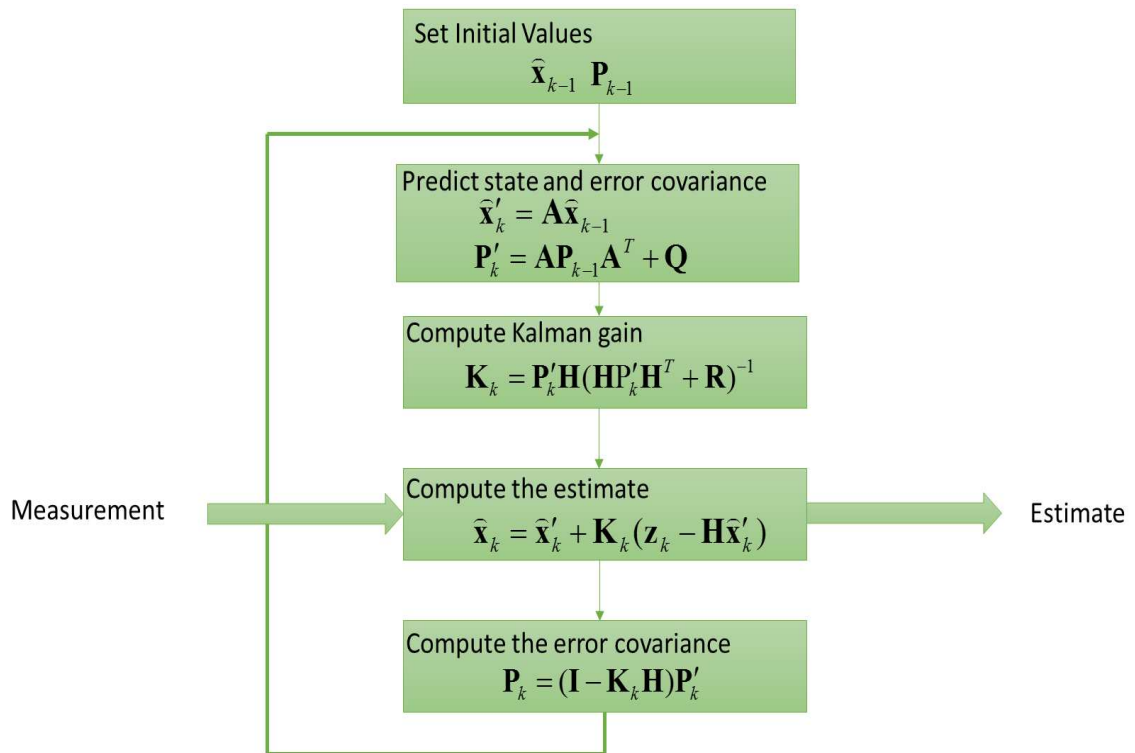 Set Initial Values
x̂ₖ₋₁ Pₖ₋₁
Predict state and error covariance
x̂′ₖ = Ax̂ₖ₋₁
P′ₖ = APₖ₋₁Aᵀ + Q
Compute Kalman gain
Kₖ = P′ₖH(HP′ₖHᵀ + R)⁻¹
Measurement
Compute the estimate
x̂ₖ = x̂′ₖ + Kₖ(zₖ − Hx̂′ₖ)
Estimate
Compute the error covariance
Pₖ = (I − KₖH)P′ₖ